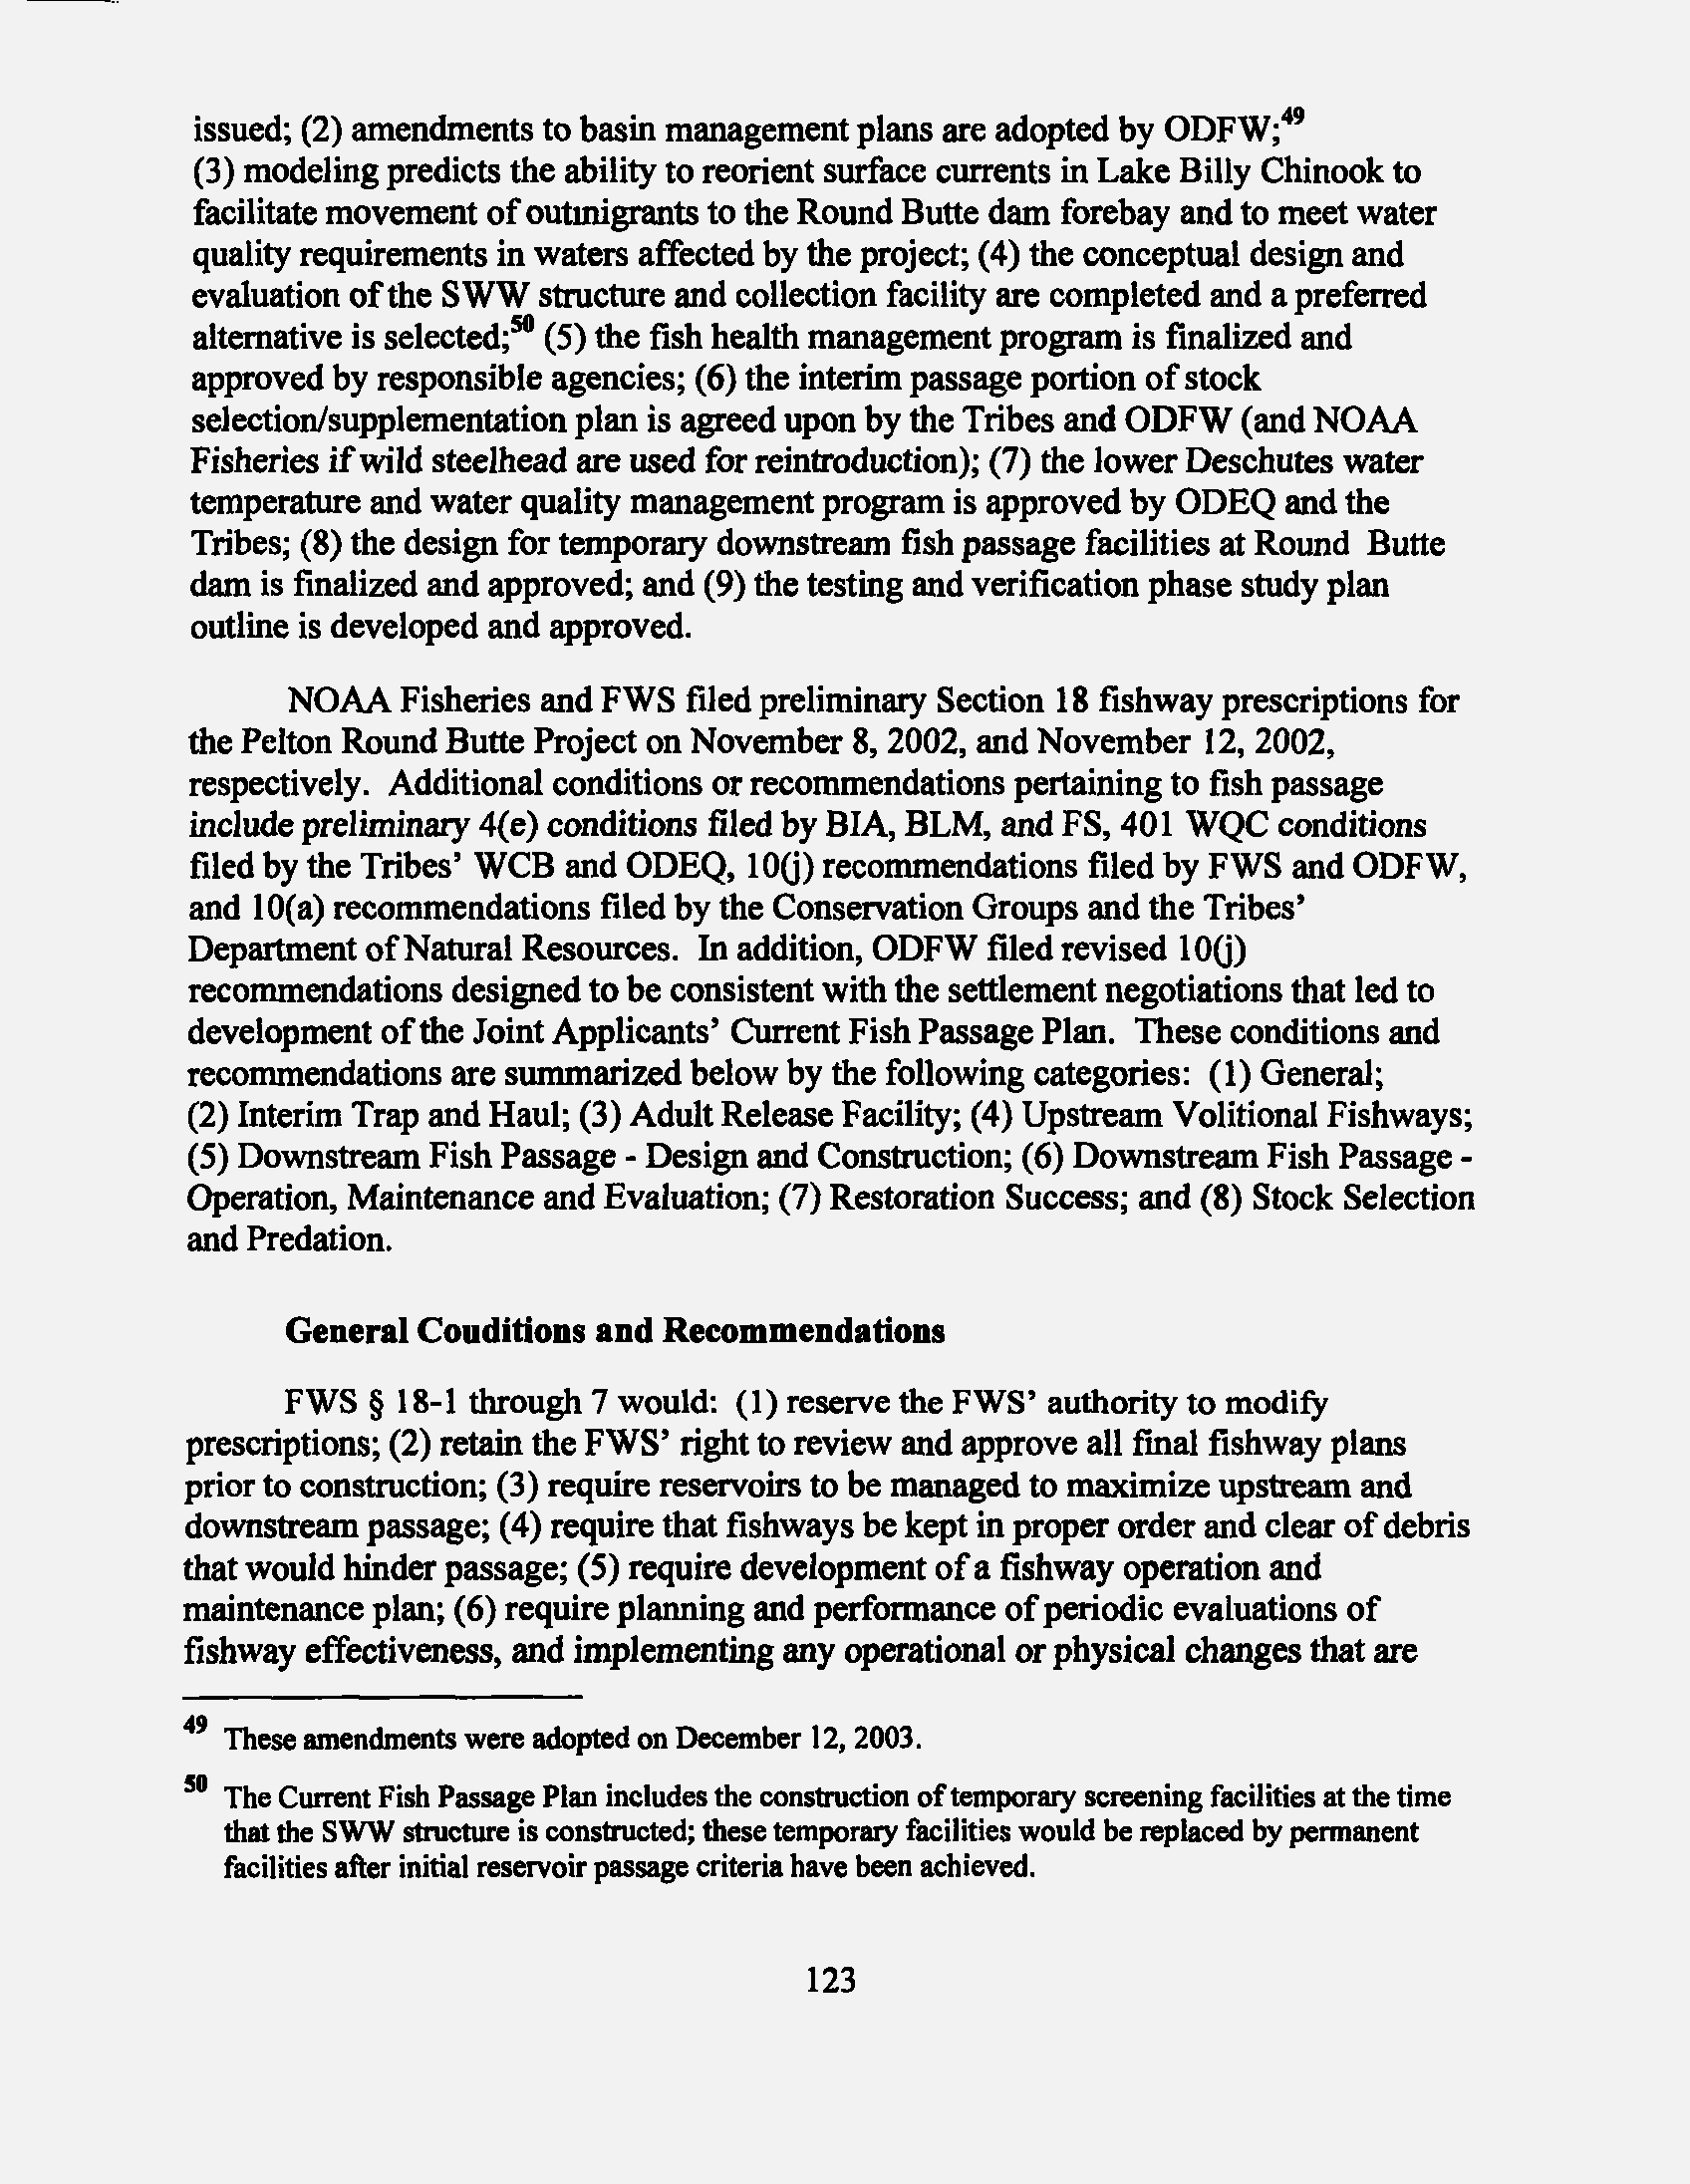 issued; (2) amendments to basin management plans are adopted by ODFW;49
(3) modeling predicts the ability to reorient surface currents in Lake Billy Chinook to
facilitate movement of outmigrants to the Round Butte dam forebay and to meet water
quality requirements in waters affected by the project; (4) the conceptual design and
evaluation of the SWW structure and collection facility are completed and a preferred
alternative is selected;50 (5) the fish health management program is finalized and
approved by responsible agencies; (6) the interim passage portion of stock
selection/supplementation plan is agreed upon by the Tribes and ODFW (and NOAA
Fisheries if wild steelhead are used for reintroduction); (7) the lower Deschutes water
temperature and water quality management program is approved by ODEQ and the
Tribes; (8) the design for temporary downstream fish passage facilities at Round Butte
dam is finalized and approved; and (9) the testing and verification phase study plan
outline is developed and approved.
NOAA Fisheries and FWS filed preliminary Section 18 fishway prescriptions for
the Pelton Round Butte Project on November 8, 2002, and November 12, 2002,
respectively. Additional conditions or recommendations pertaining to fish passage
include preliminary 4(e) conditions filed by BIA, BLM, and FS, 401 WQC conditions
filed by the Tribes' WCB and ODEQ, 10(j) recommendations filed by FWS and ODFW,
and 10(a) recommendations filed by the Conservation Groups and the Tribes'
Department of Natural Resources. In addition, ODFW filed revised 10(j)
recommendations designed to be consistent with the settlement negotiations that led to
development of the Joint Applicants' Current Fish Passage Plan. These conditions and
recommendations are summarized below by the following categories: (1) General;
(2) Interim Trap and Haul; (3) Adult Release Facility; (4) Upstream Volitional Fishways;
(5) Downstream Fish Passage - Design and Construction; (6) Downstream Fish Passage -
Operation, Maintenance and Evaluation; (7) Restoration Success; and (8) Stock Selection
and Predation.
General Couditions and Recommendations
FWS § 18-1 through 7 would: (1) reserve the FWS' authority to modify
prescriptions; (2) retain the FWS' right to review and approve all final fishway plans
prior to construction; (3) require reservoirs to be managed to maximize upstream and
downstream passage; (4) require that fishways be kept in proper order and clear of debris
that would hinder passage; (5) require development of a fishway operation and
maintenance plan; (6) require planning and performance of periodic evaluations of
fishway effectiveness, and implementing any operational or physical changes that are
49 These amendments were adopted on December 12, 2003.
50 The Current Fish Passage Plan includes the construction of temporary screening facilities at the time
that the SWW structure is constructed; these temporary facilities would be replaced by permanent
facilities after initial reservoir passage criteria have been achieved.
123